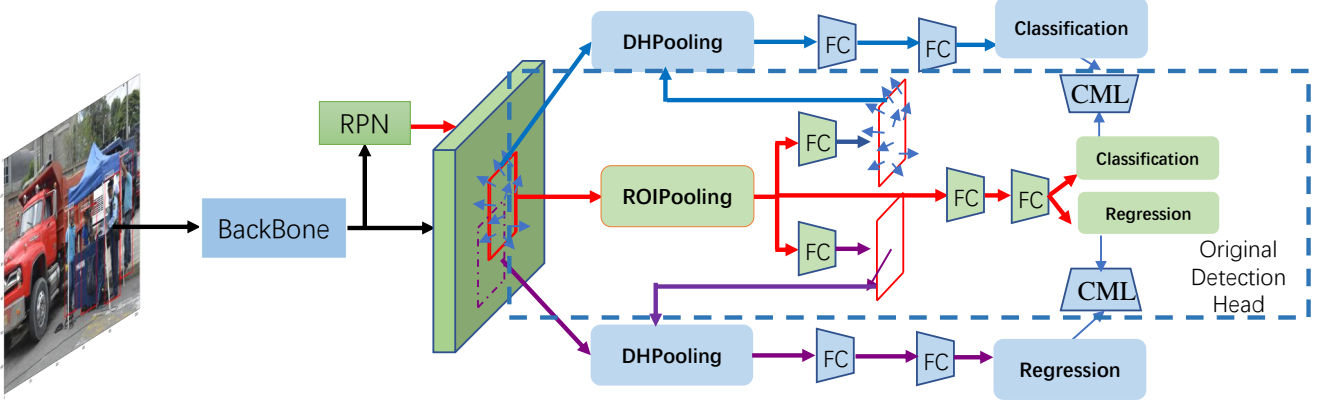 DHPooling
FC
FC
Classification
CML
RPN
FC
Classification
BackBone
ROIPooling
FC
FC
Regression
FC
Original
Detection
Head
CML
DHPooling
FC
FC
Regression